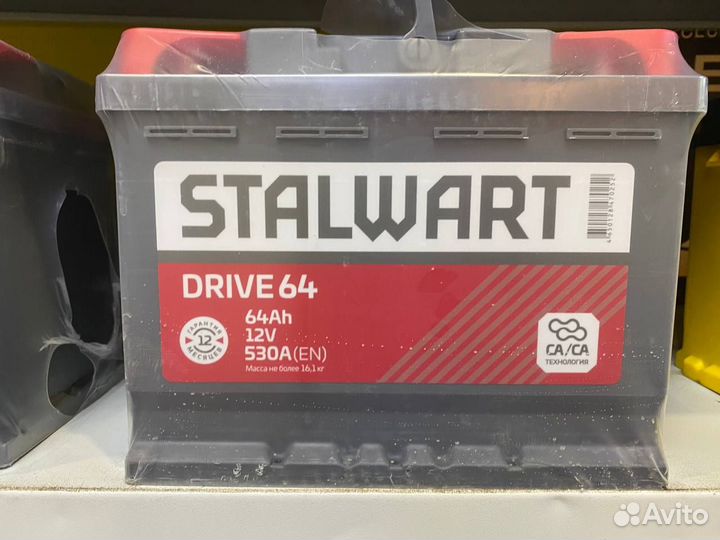 STALWART
4650128470252
DRIVE 64
64Ah
12V
530A (EN)
Масса не более 16,1 кг
ГАРАНТИЯ
12
МЕСЯЦЕВ
CA/CA
ТЕХНОЛОГИЯ
Avito